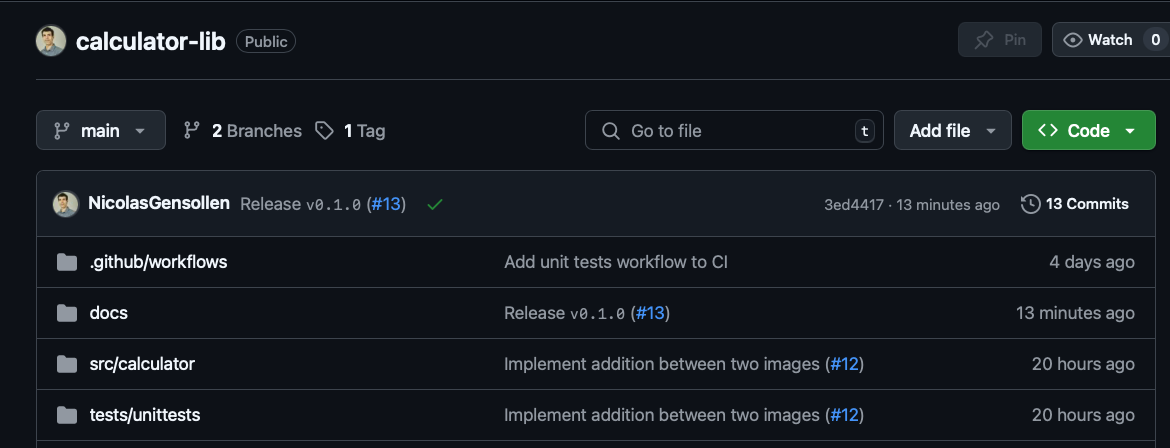 calculator-lib Public Pin Watch 0
main 2 Branches 1 Tag Go to file t Add file Code
NicolasGensollen Release v0.1.0 (#13) 3ed4417 · 13 minutes ago 13 Commits
.github/workflows Add unit tests workflow to CI 4 days ago
docs Release v0.1.0 (#13) 13 minutes ago
src/calculator Implement addition between two images (#12) 20 hours ago
tests/unittests Implement addition between two images (#12) 20 hours ago